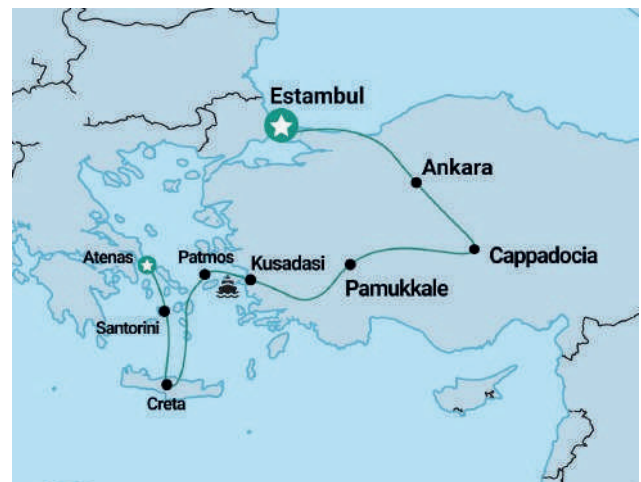 Estambul
Ankara
Atenas
Patmos
Kusadasi
Cappadocia
Pamukkale
Santorini
Creta